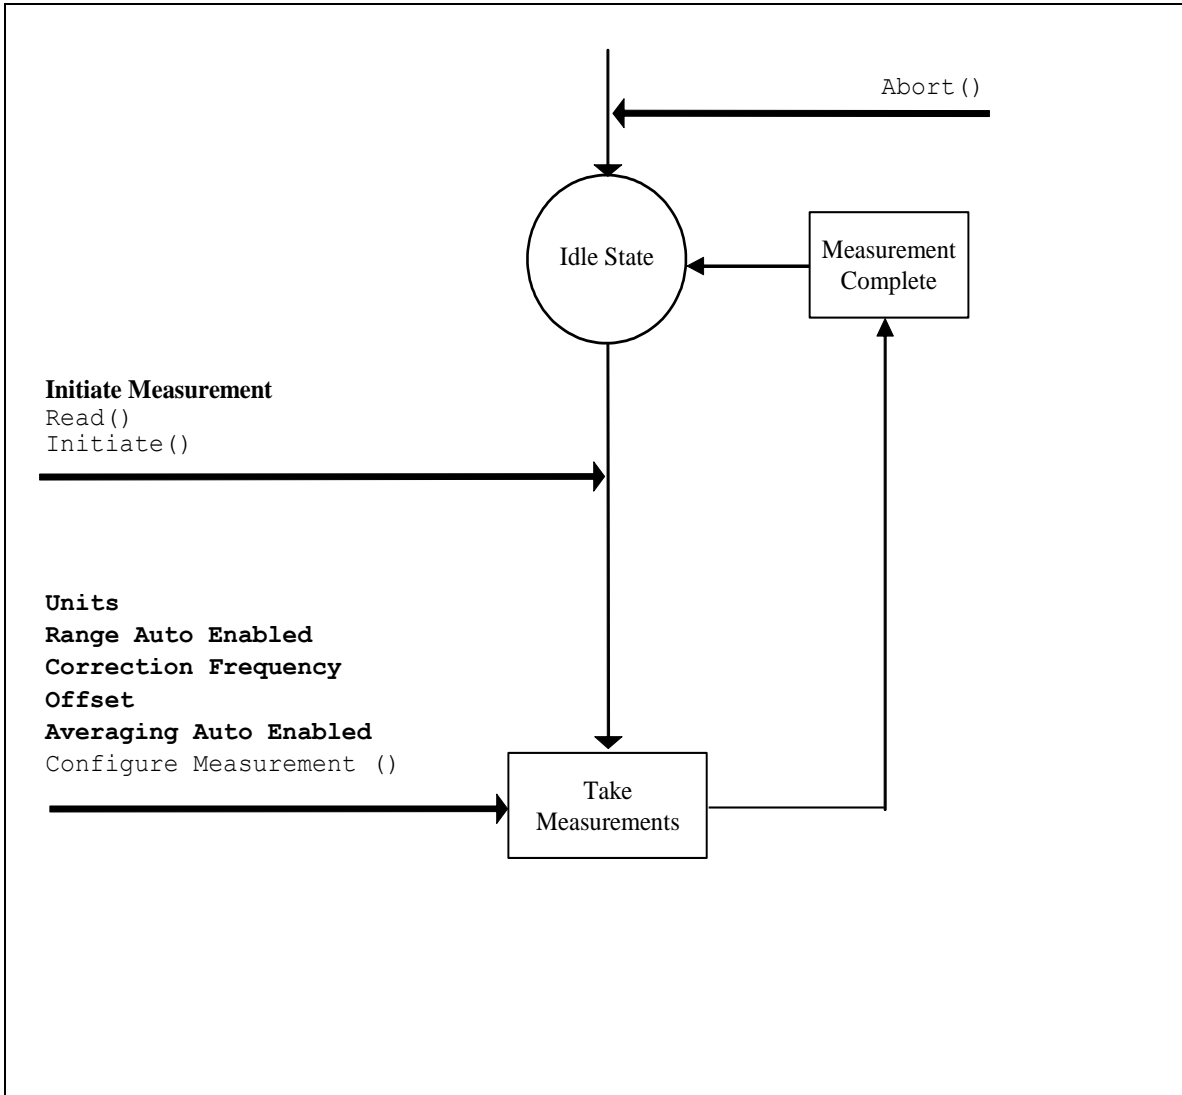 Abort()
Idle State
Measurement
Complete
Initiate Measurement
Read()
Initiate()
Units
Range Auto Enabled
Correction Frequency
Offset
Averaging Auto Enabled
Configure Measurement ()
Take
Measurements